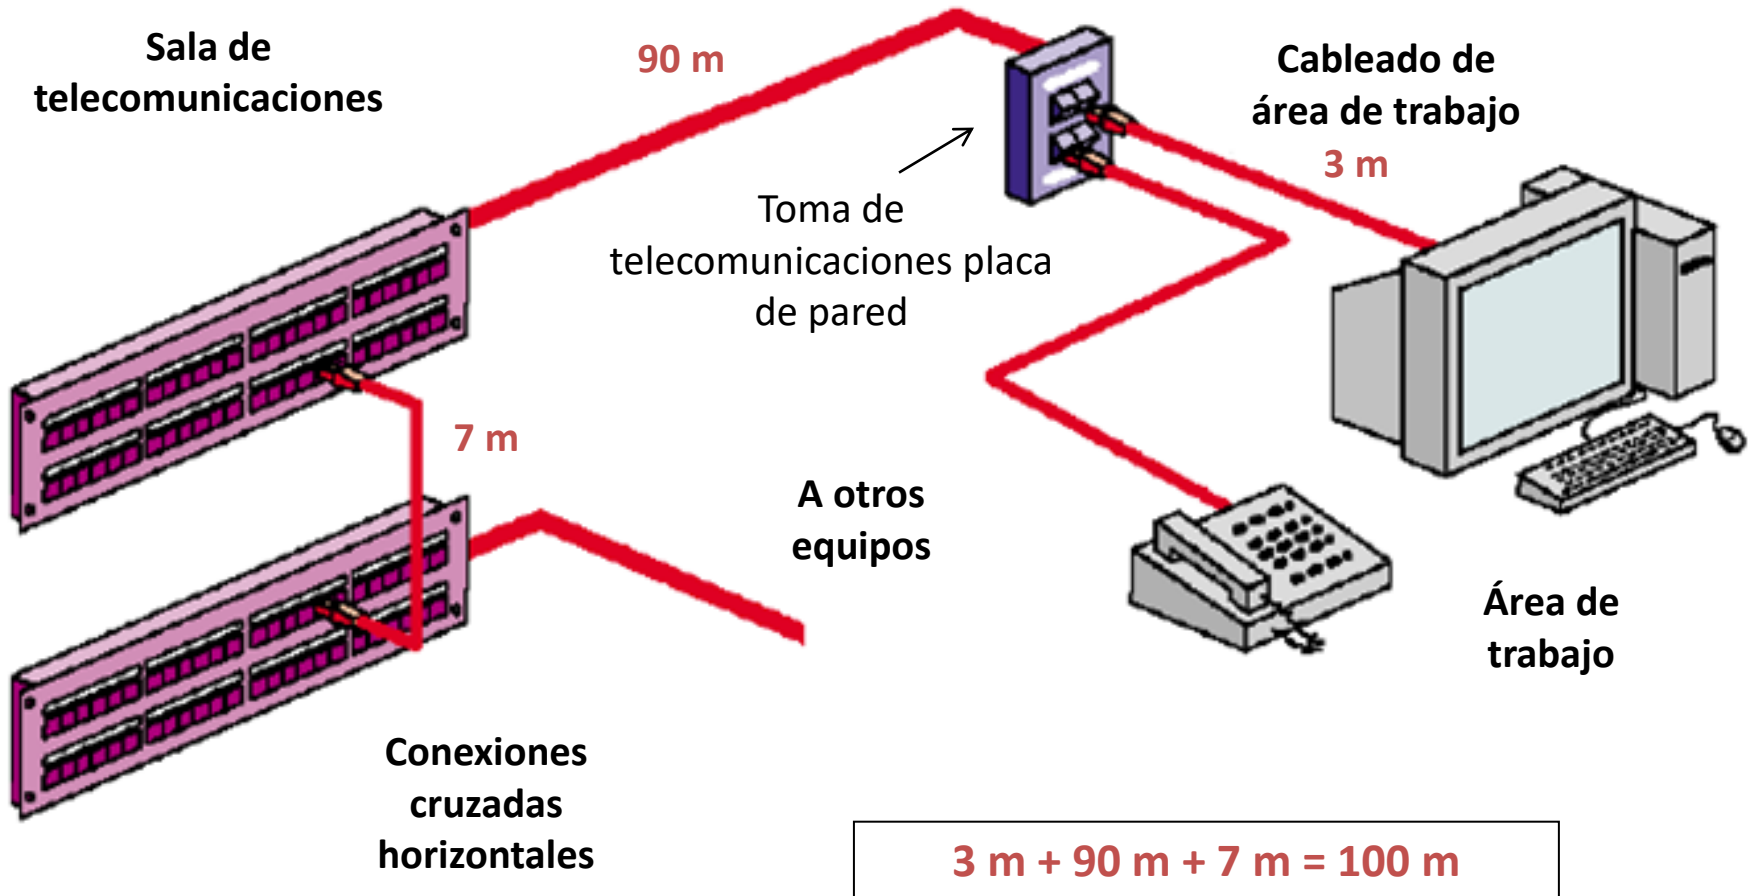 Sala de
telecomunicaciones
90 m
Cableado de
área de trabajo
3 m
Toma de
telecomunicaciones placa
de pared
7 m
A otros
equipos
Área de
trabajo
Conexiones
cruzadas
horizontales
3 m + 90 m + 7 m = 100 m